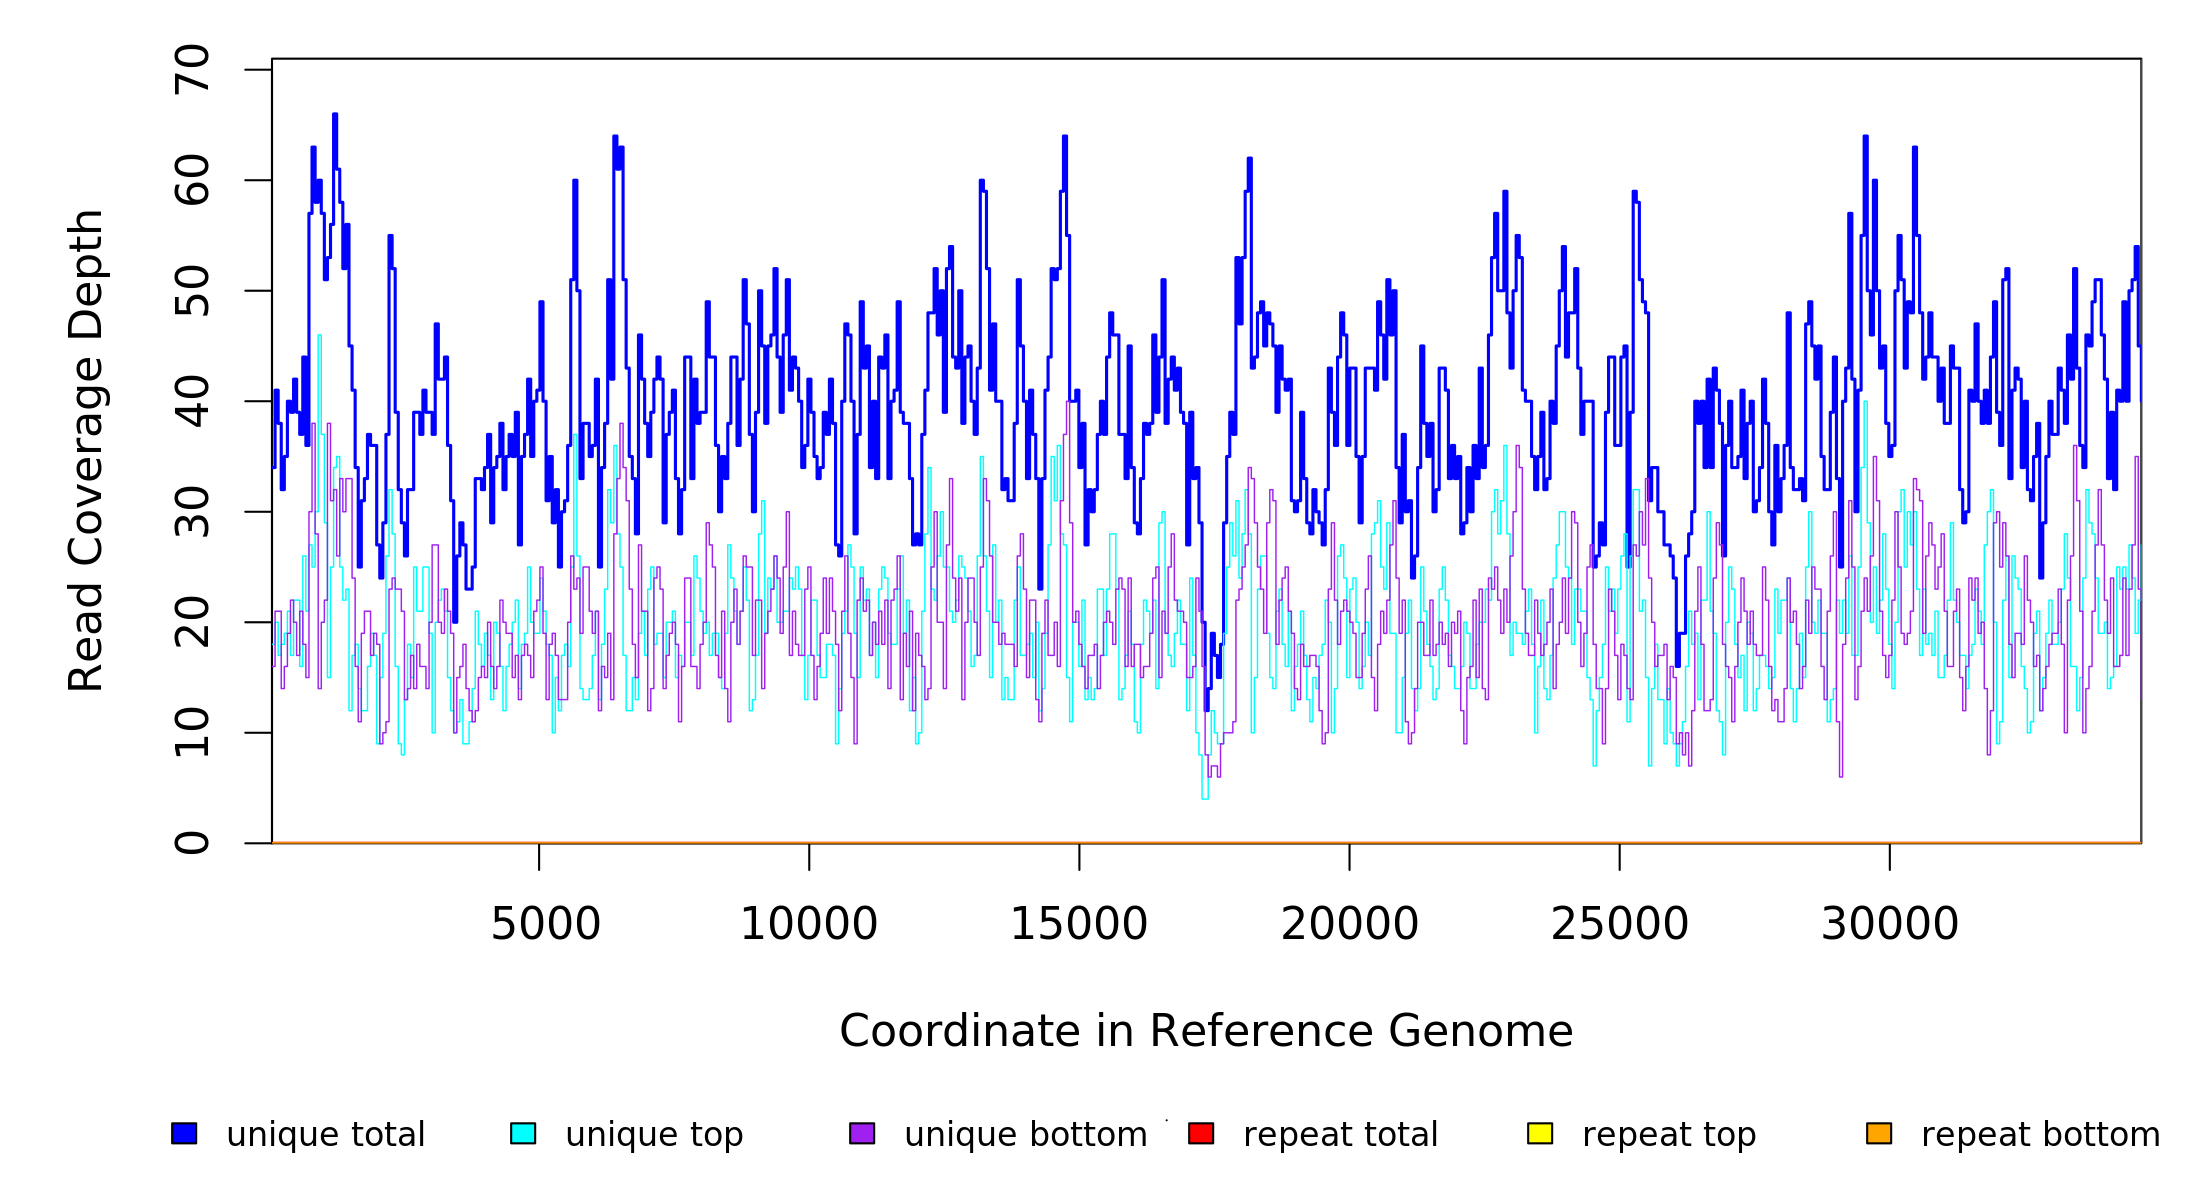 70
60
50
40
30
20
10
0
Read Coverage Depth
5000 10000 15000 20000 25000 30000
Coordinate in Reference Genome
unique total unique top unique bottom repeat total repeat top repeat bottom